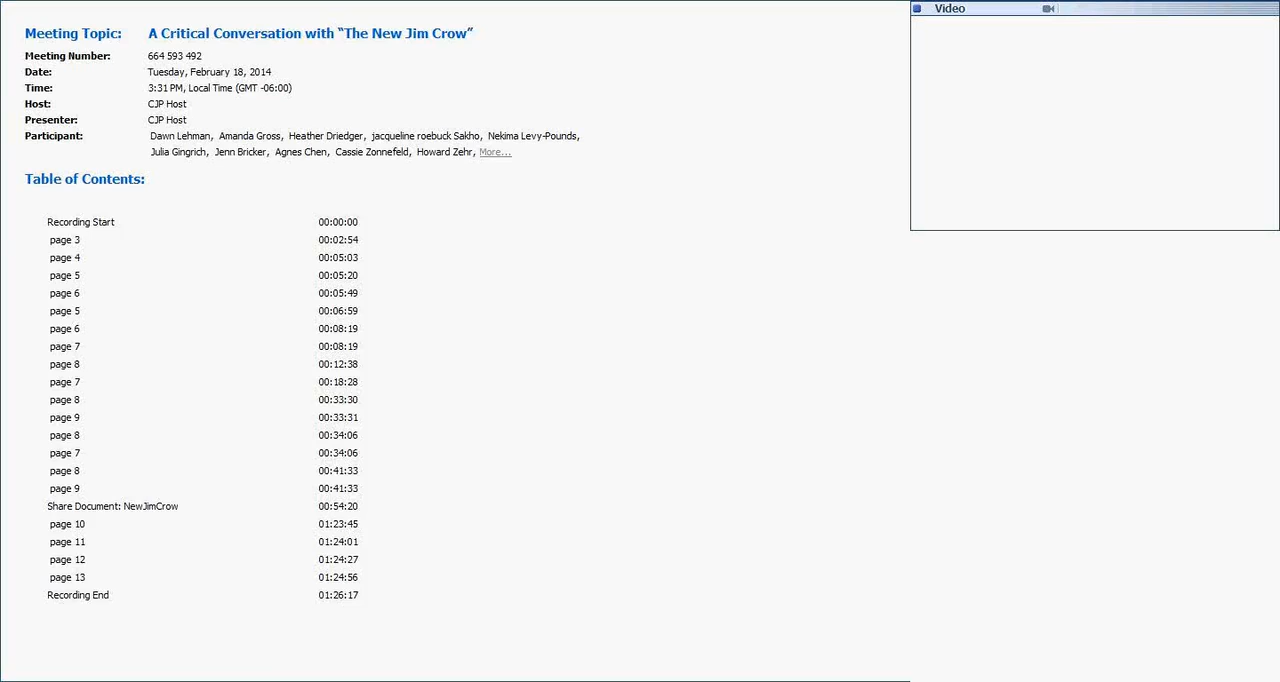 Video
Meeting Topic: A Critical Conversation with “The New Jim Crow”
Meeting Number: 664 593 492
Date: Tuesday, February 18, 2014
Time: 3:31 PM, Local Time (GMT -06:00)
Host: CJP Host
Presenter: CJP Host
Participant: Dawn Lehman, Amanda Gross, Heather Driedger, jacqueline roebuck Sakho, Nekima Levy-Pounds,
Julia Gingrich, Jenn Bricker, Agnes Chen, Cassie Zonnefeld, Howard Zehr, More...
Table of Contents:
Recording Start 00:00:00
page 3 00:02:54
page 4 00:05:03
page 5 00:05:20
page 6 00:05:49
page 5 00:06:59
page 6 00:08:19
page 7 00:08:19
page 8 00:12:38
page 7 00:18:28
page 8 00:33:30
page 9 00:33:31
page 8 00:34:06
page 7 00:34:06
page 8 00:41:33
page 9 00:41:33
Share Document: NewJimCrow 00:54:20
page 10 01:23:45
page 11 01:24:01
page 12 01:24:27
page 13 01:24:56
Recording End 01:26:17